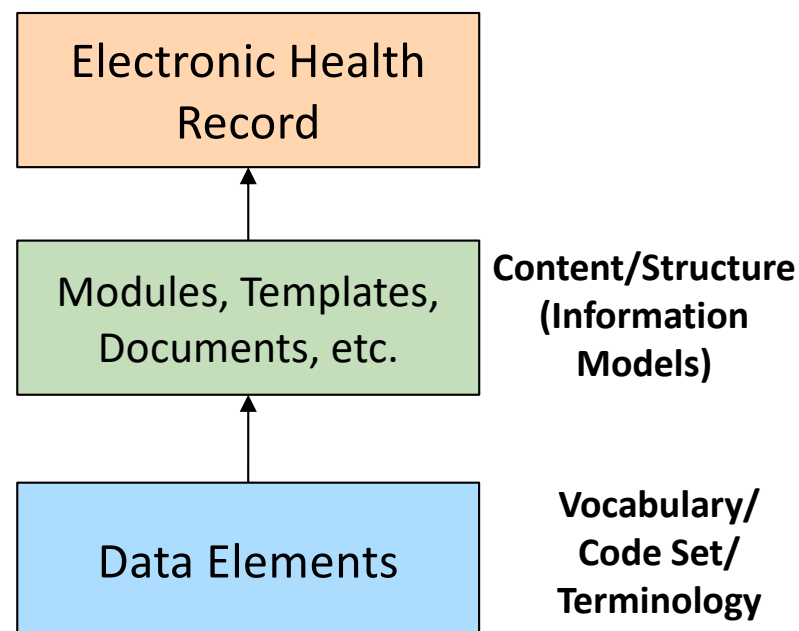 Electronic Health
Record
Modules, Templates,
Documents, etc.
Content/Structure
(Information
Models)
Data Elements
Vocabulary/
Code Set/
Terminology